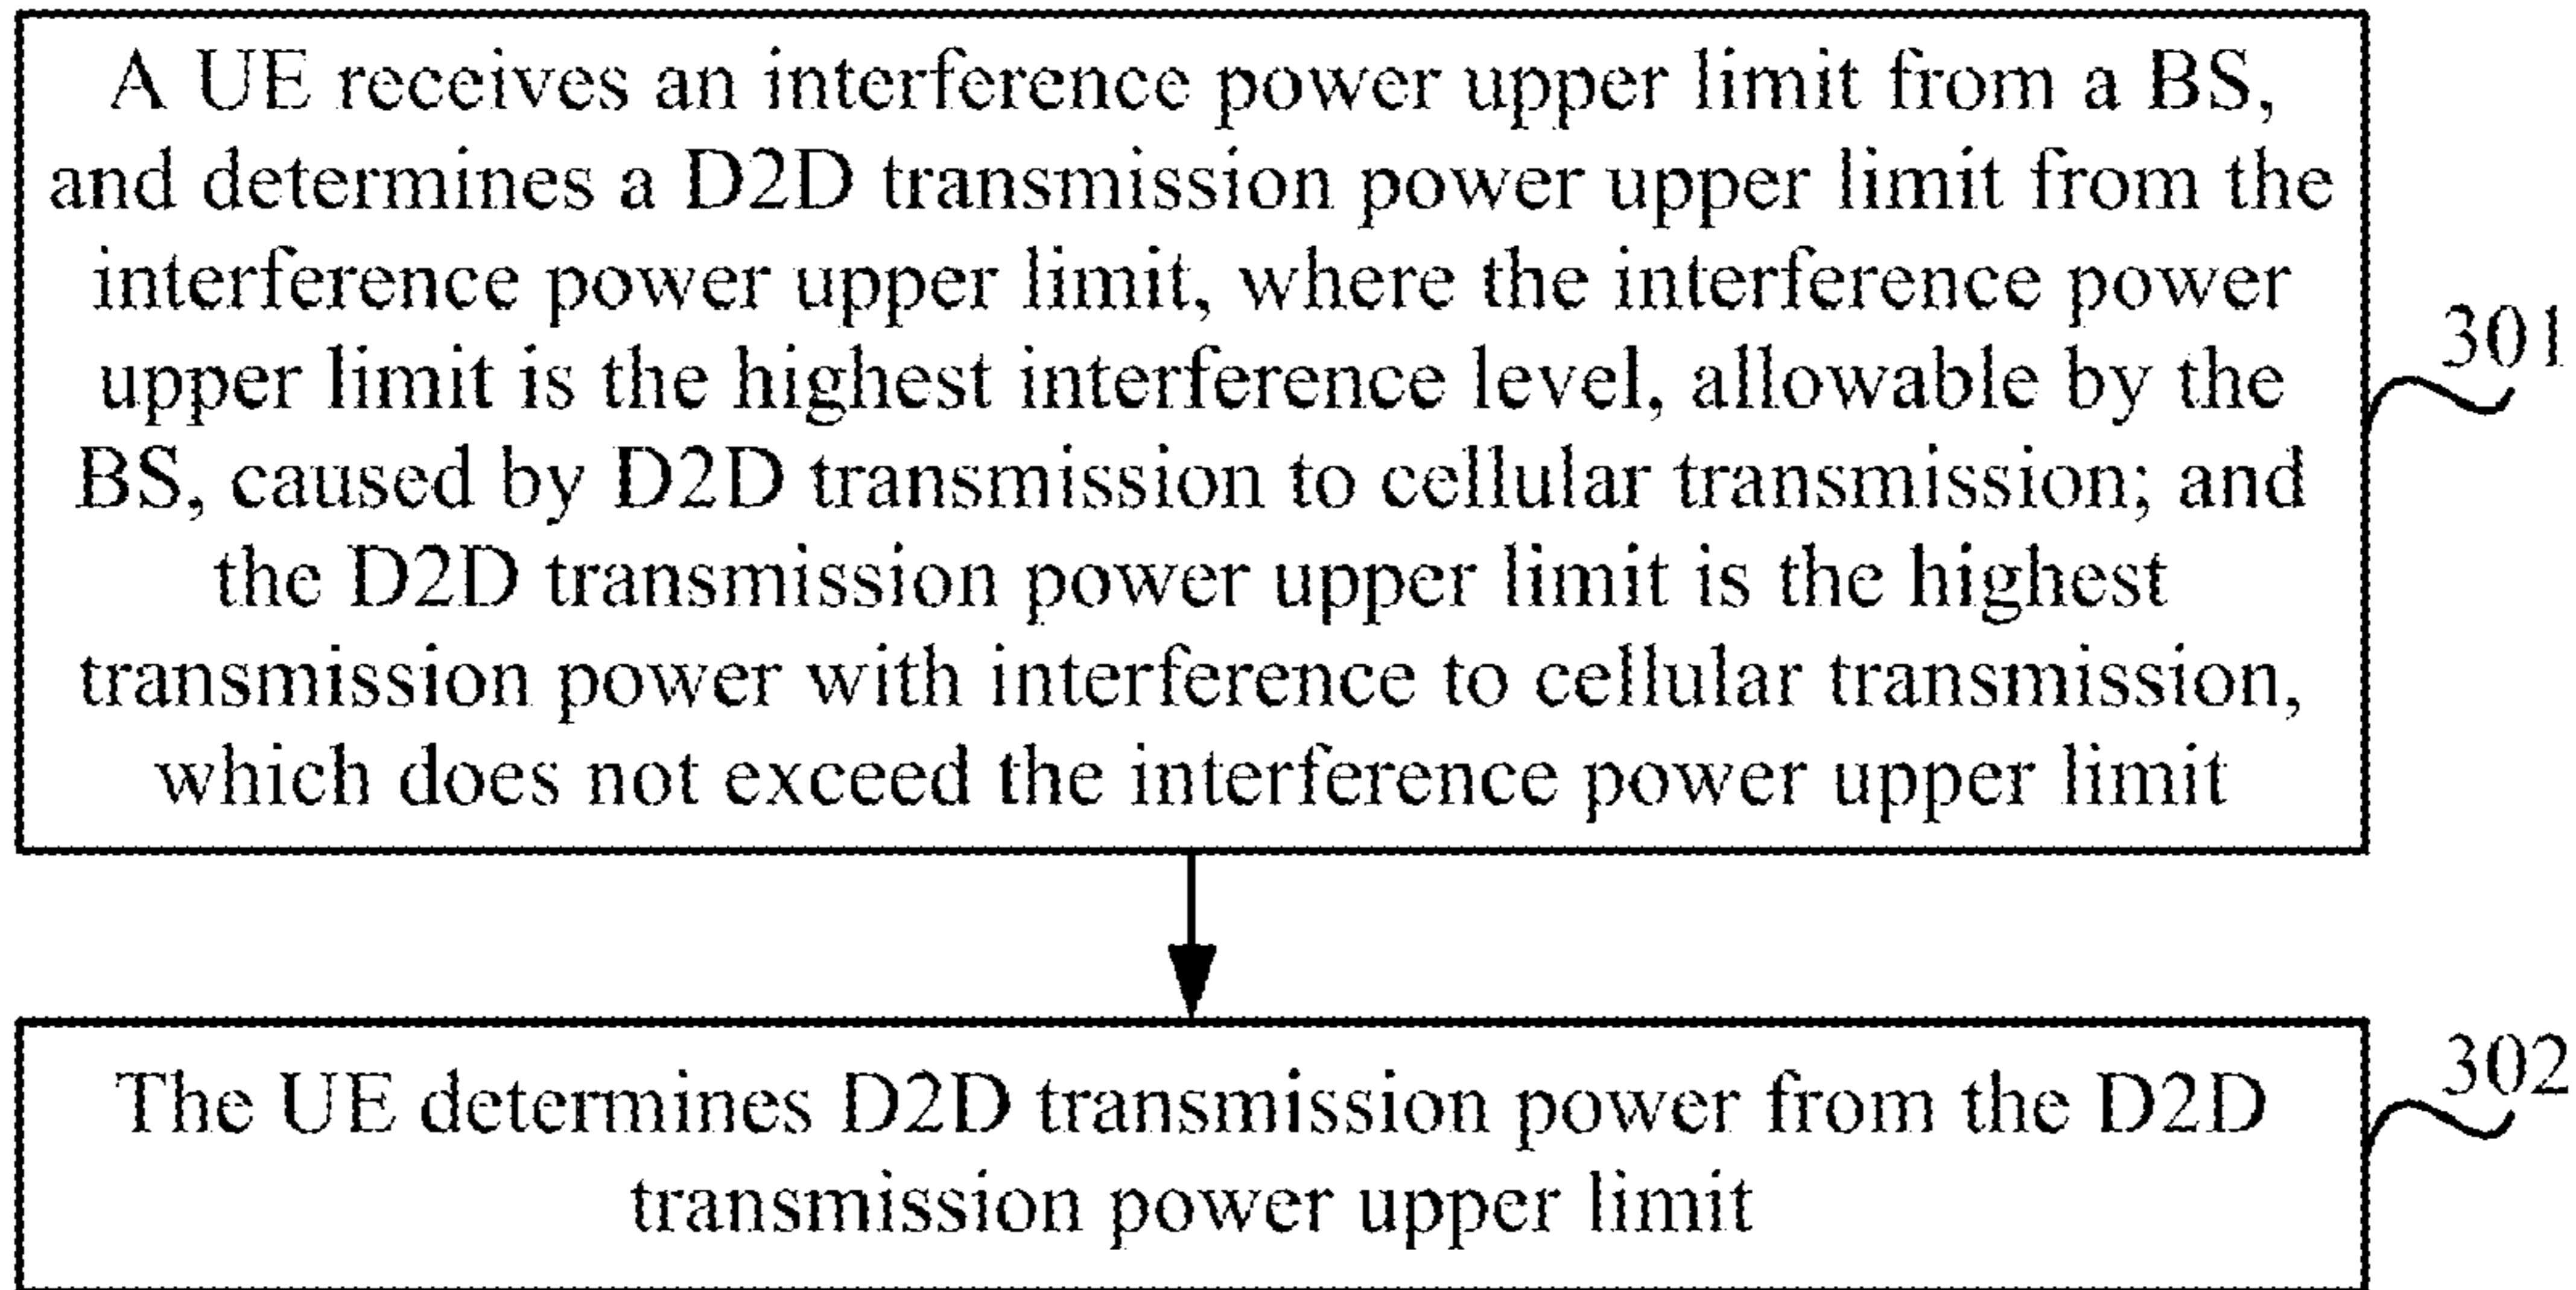 A UE receives an interference power upper limit from a BS,
and determines a D2D transmission power upper limit from the
interference power upper limit, where the interference power
upper limit is the highest interference level, allowable by the
BS, caused by D2D transmission to cellular transmission; and
the D2D transmission power upper limit is the highest
transmission power with interference to cellular transmission,
which does not exceed the interference power upper limit
301
The UE determines D2D transmission power from the D2D
transmission power upper limit
302